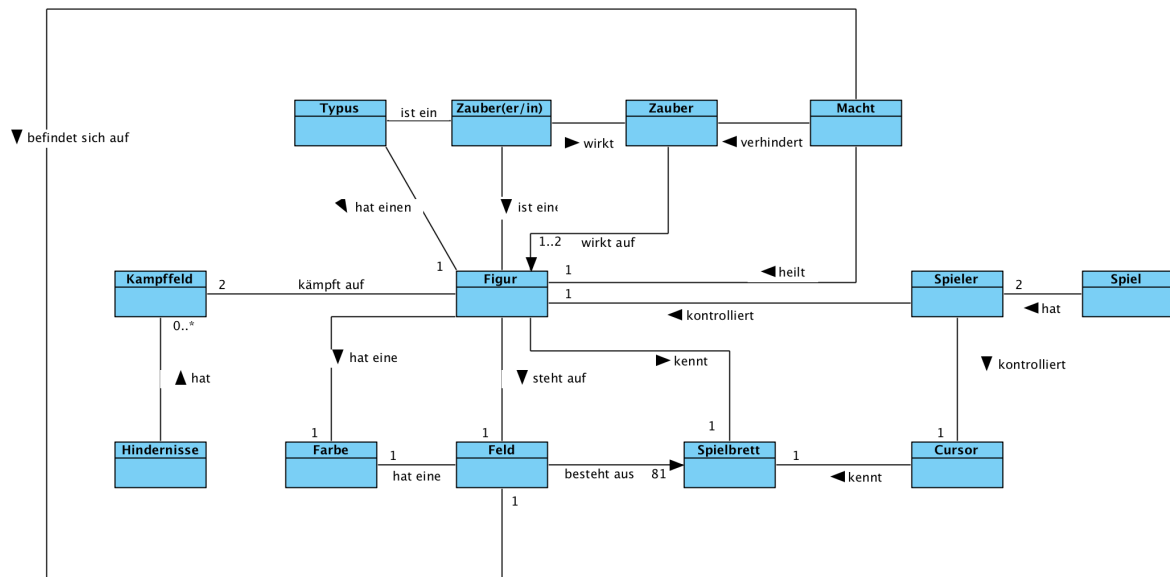 Typus
ist ein
Zauber(er/in)
Zauber
Macht
befindet sich auf
wirkt
verhindert
hat einen
ist eine
1..2
wirkt auf
1
1
heilt
Kampffeld
2
kämpft auf
Figur
1
Spieler
2
Spiel
kontrolliert
hat
0..*
hat eine
kennt
kontrolliert
hat
steht auf
1
1
1
1
Hindernisse
Farbe
1
Feld
Spielbrett
1
Cursor
hat eine
besteht aus
81
kennt
1